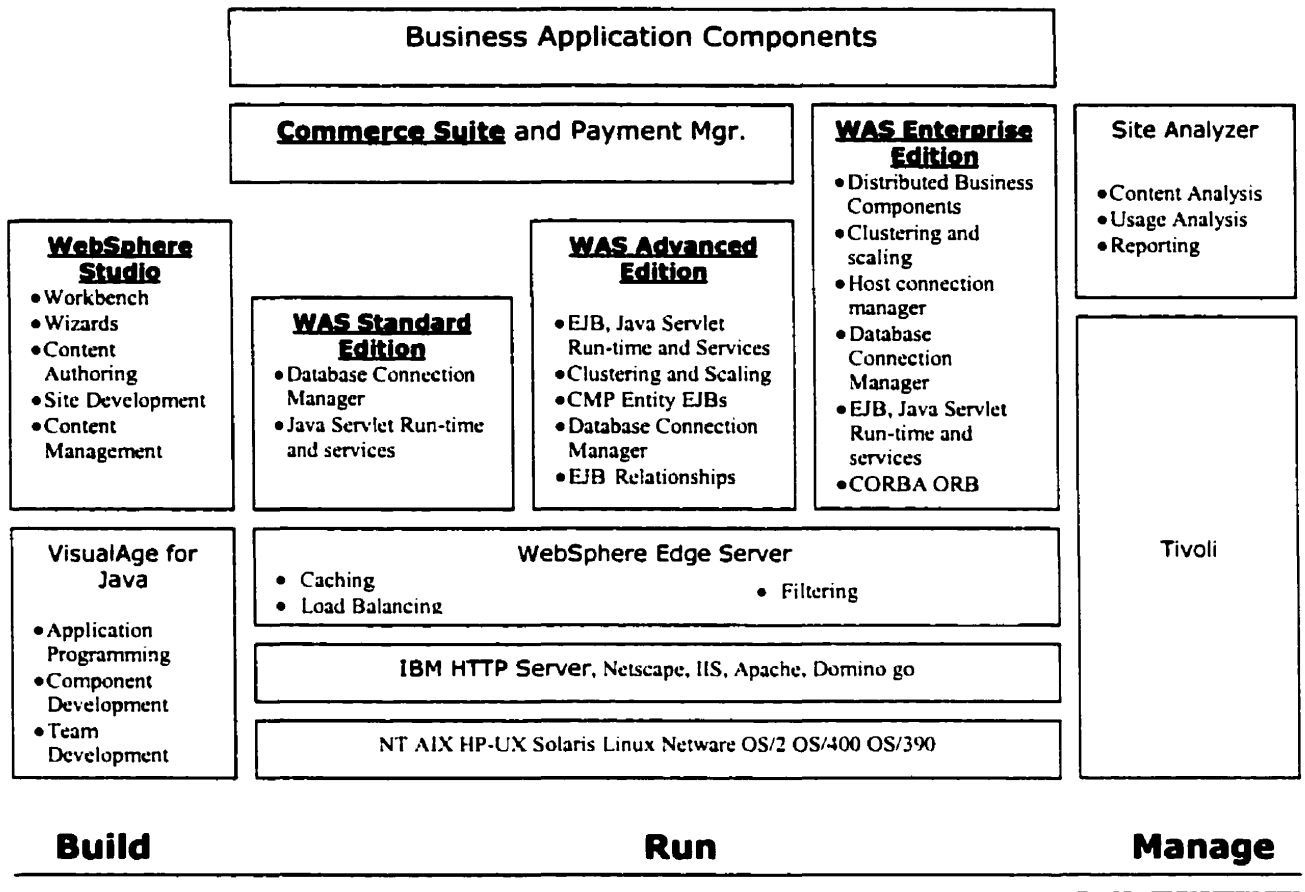 Business Application Components
Commerce Suite and Payment Mgr.
WAS Enterprise
Edition
•Distributed Business
Components
•Clustering and
scaling
•Host connection
manager
•Database
Connection
Manager
•EJB, Java Servlet
Run-time and
services
•CORBA ORB
Site Analyzer
•Content Analysis
•Usage Analysis
•Reporting
WebSphere
Studio
•Workbench
•Wizards
•Content
Authoring
•Site Development
•Content
Management
WAS Standard
Edition
•Database Connection
Manager
•Java Servlet Run-time
and services
WAS Advanced
Edition
•EJB, Java Servlet
Run-time and Services
•Clustering and Scaling
•CMP Entity EJBs
•Database Connection
Manager
•EJB Relationships
VisualAge for
Java
•Application
Programming
•Component
Development
•Team
Development
WebSphere Edge Server
• Caching
• Load Balancing
• Filtering
IBM HTTP Server, Netscape, IIS, Apache, Domino go
NT AIX HP-UX Solaris Linux Netware OS/2 OS/400 OS/390
Tivoli
Build
Run
Manage